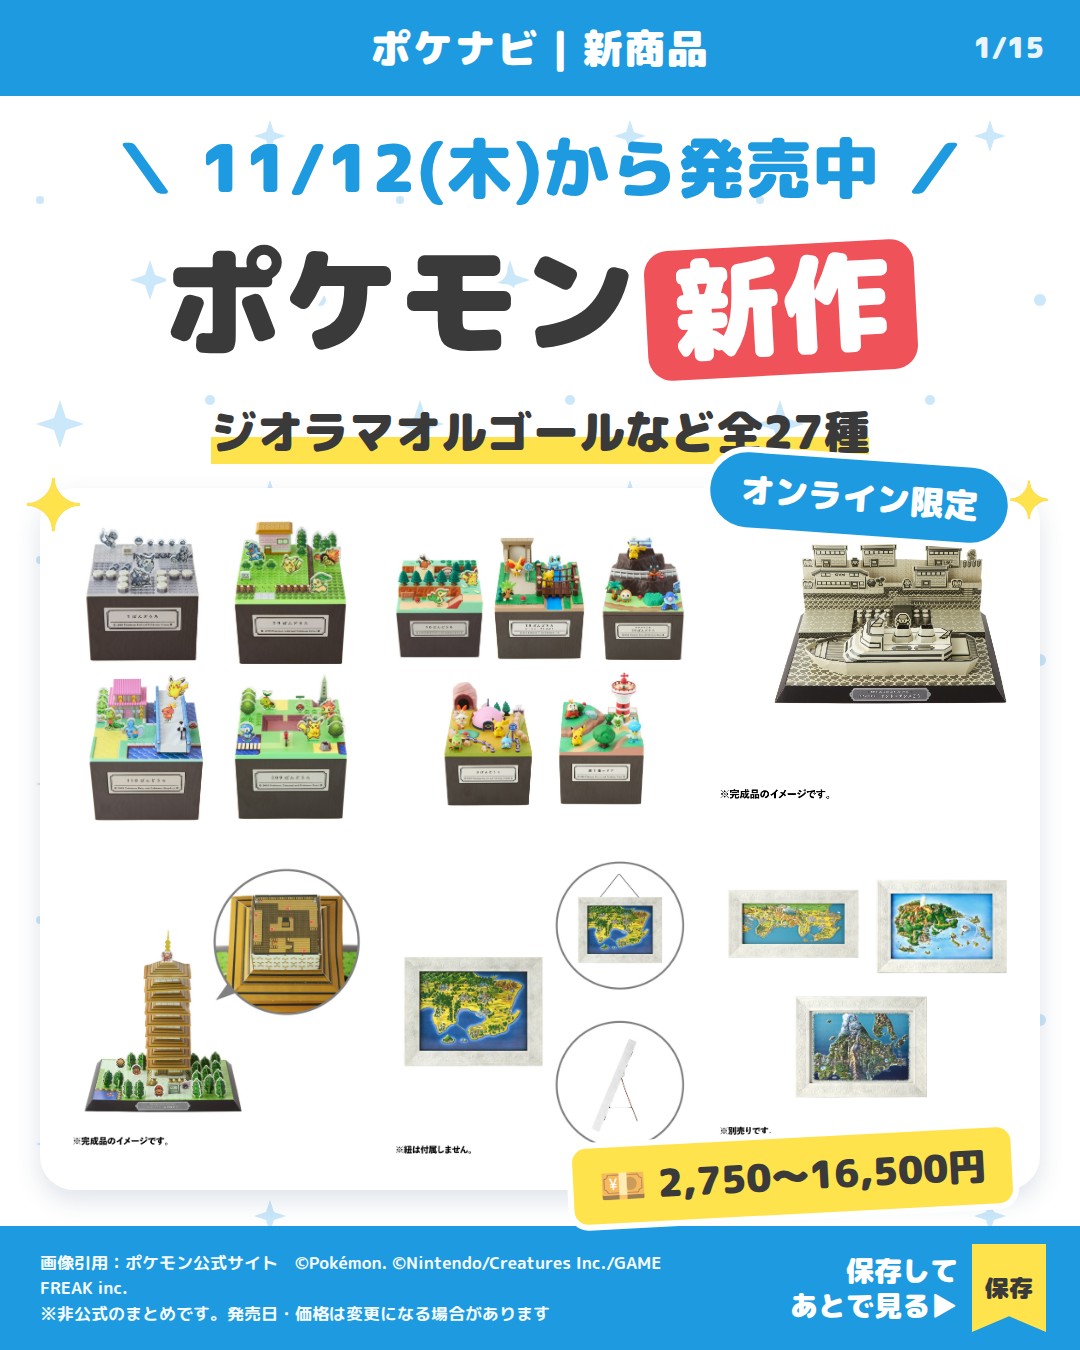 ポケナビ | 新商品
1/15
\ 11/12(木)から発売中 /
ポケモン 新作
ジオラマオルゴールなど全27種
オンライン限定
※完成品のイメージです。
※完成品のイメージです。
※紐は付属しません。
※別売りです。
2,750〜16,500円
画像引用：ポケモン公式サイト ©Pokémon. ©Nintendo/Creatures Inc./GAME
FREAK inc.
※非公式のまとめです。発売日・価格は変更になる場合があります
保存して
あとで見る▶
保存